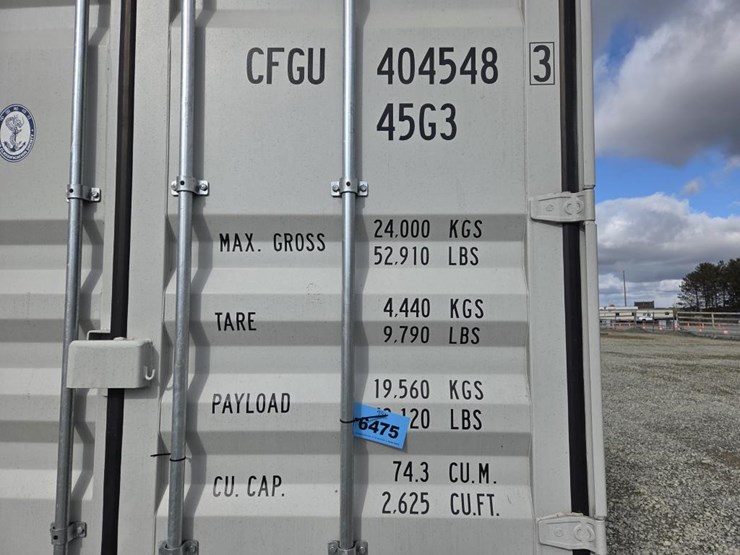 CFGU 404548 3
45G3
MAX. GROSS 24,000 KGS
52,910 LBS
TARE 4,440 KGS
9,790 LBS
PAYLOAD 19,560 KGS
120 LBS
6475
CU. CAP. 74.3 CU.M.
2,625 CU.FT.